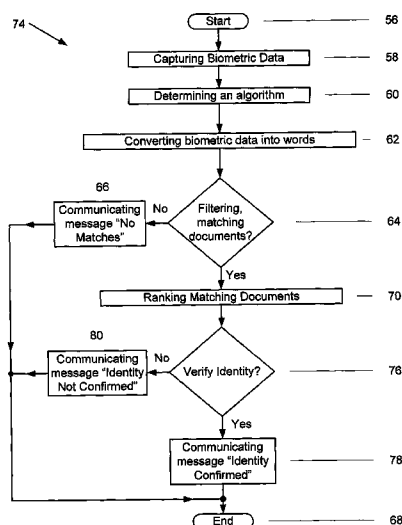 74
Start
56
Capturing Biometric Data
58
Determining an algorithm
60
Converting biometric data into words
62
66
Communicating
message "No
Matches"
No
Filtering,
matching
documents?
64
Yes
Ranking Matching Documents
70
80
Communicating
message "Identity
Not Confirmed"
No
Verify Identity?
76
Yes
Communicating
message "Identity
Confirmed"
78
End
68